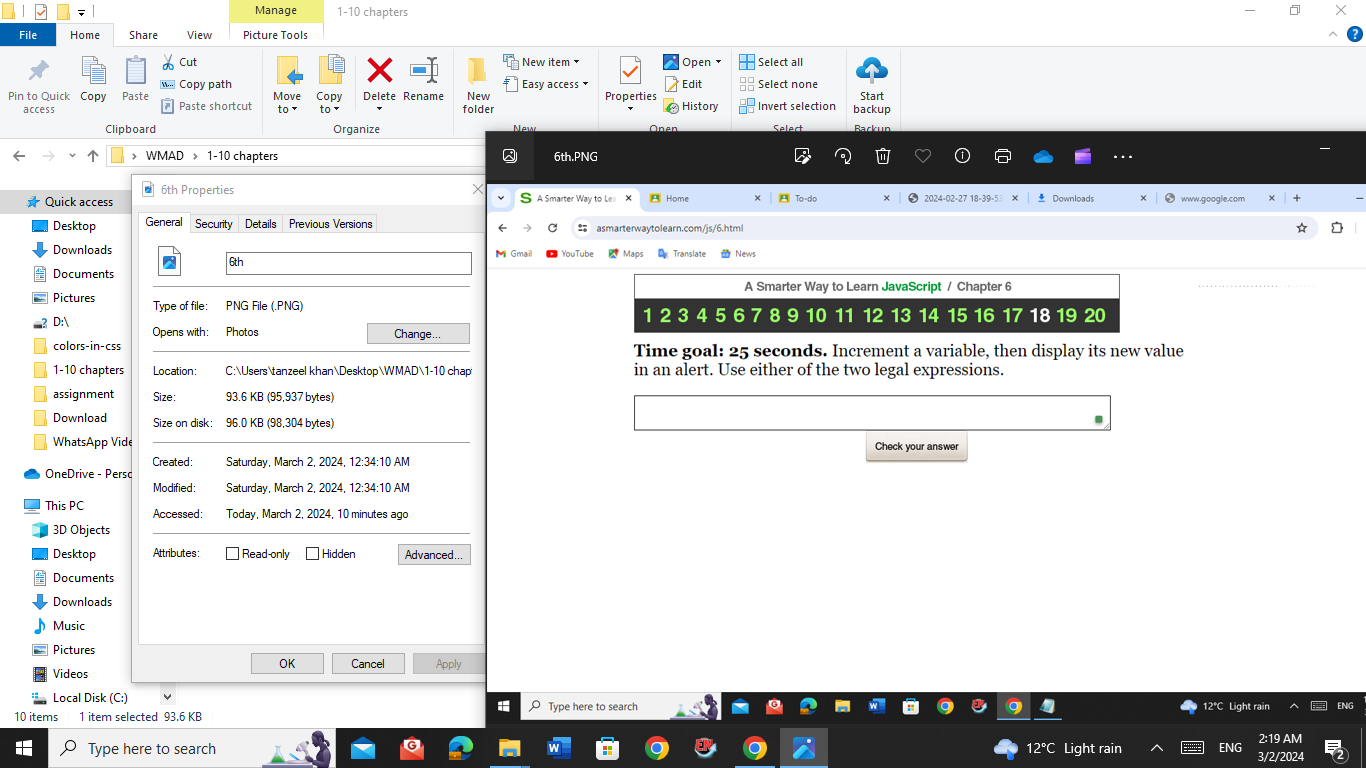 Manage
1-10 chapters
File
Home
Share
View
Picture Tools
Pin to Quick access
Copy
Paste
Cut
Copy path
Paste shortcut
Clipboard
Move to
Copy to
Delete
Rename
Organize
New folder
New item
Easy access
New
Properties
Open
Edit
History
Open
Select all
Select none
Invert selection
Select
Start backup
Backup
WMAD
1-10 chapters
Quick access
Desktop
Downloads
Documents
Pictures
D:\
colors-in-css
1-10 chapters
assignment
Download
WhatsApp Vide
OneDrive - Perso
This PC
3D Objects
Desktop
Documents
Downloads
Music
Pictures
Videos
Local Disk (C:)
10 items
1 item selected 93.6 KB
6th Properties
General
Security
Details
Previous Versions
6th
Type of file: PNG File (.PNG)
Opens with: Photos
Change...
Location: C:\Users\tanzeel khan\Desktop\WMAD\1-10 chap
Size: 93.6 KB (95,937 bytes)
Size on disk: 96.0 KB (98,304 bytes)
Created: Saturday, March 2, 2024, 12:34:10 AM
Modified: Saturday, March 2, 2024, 12:34:10 AM
Accessed: Today, March 2, 2024, 10 minutes ago
Attributes: Read-only Hidden
Advanced...
OK
Cancel
Apply
6th.PNG
A Smarter Way to Lea
Home
To-do
2024-02-27 18-39-53
Downloads
www.google.com
asmarterwaytolearn.com/js/6.html
Gmail
YouTube
Maps
Translate
News
A Smarter Way to Learn JavaScript / Chapter 6
1 2 3 4 5 6 7 8 9 10 11 12 13 14 15 16 17 18 19 20
Time goal: 25 seconds. Increment a variable, then display its new value
in an alert. Use either of the two legal expressions.
Check your answer
Type here to search
12°C Light rain
ENG
Type here to search
12°C Light rain
ENG
2:19 AM
3/2/2024
2